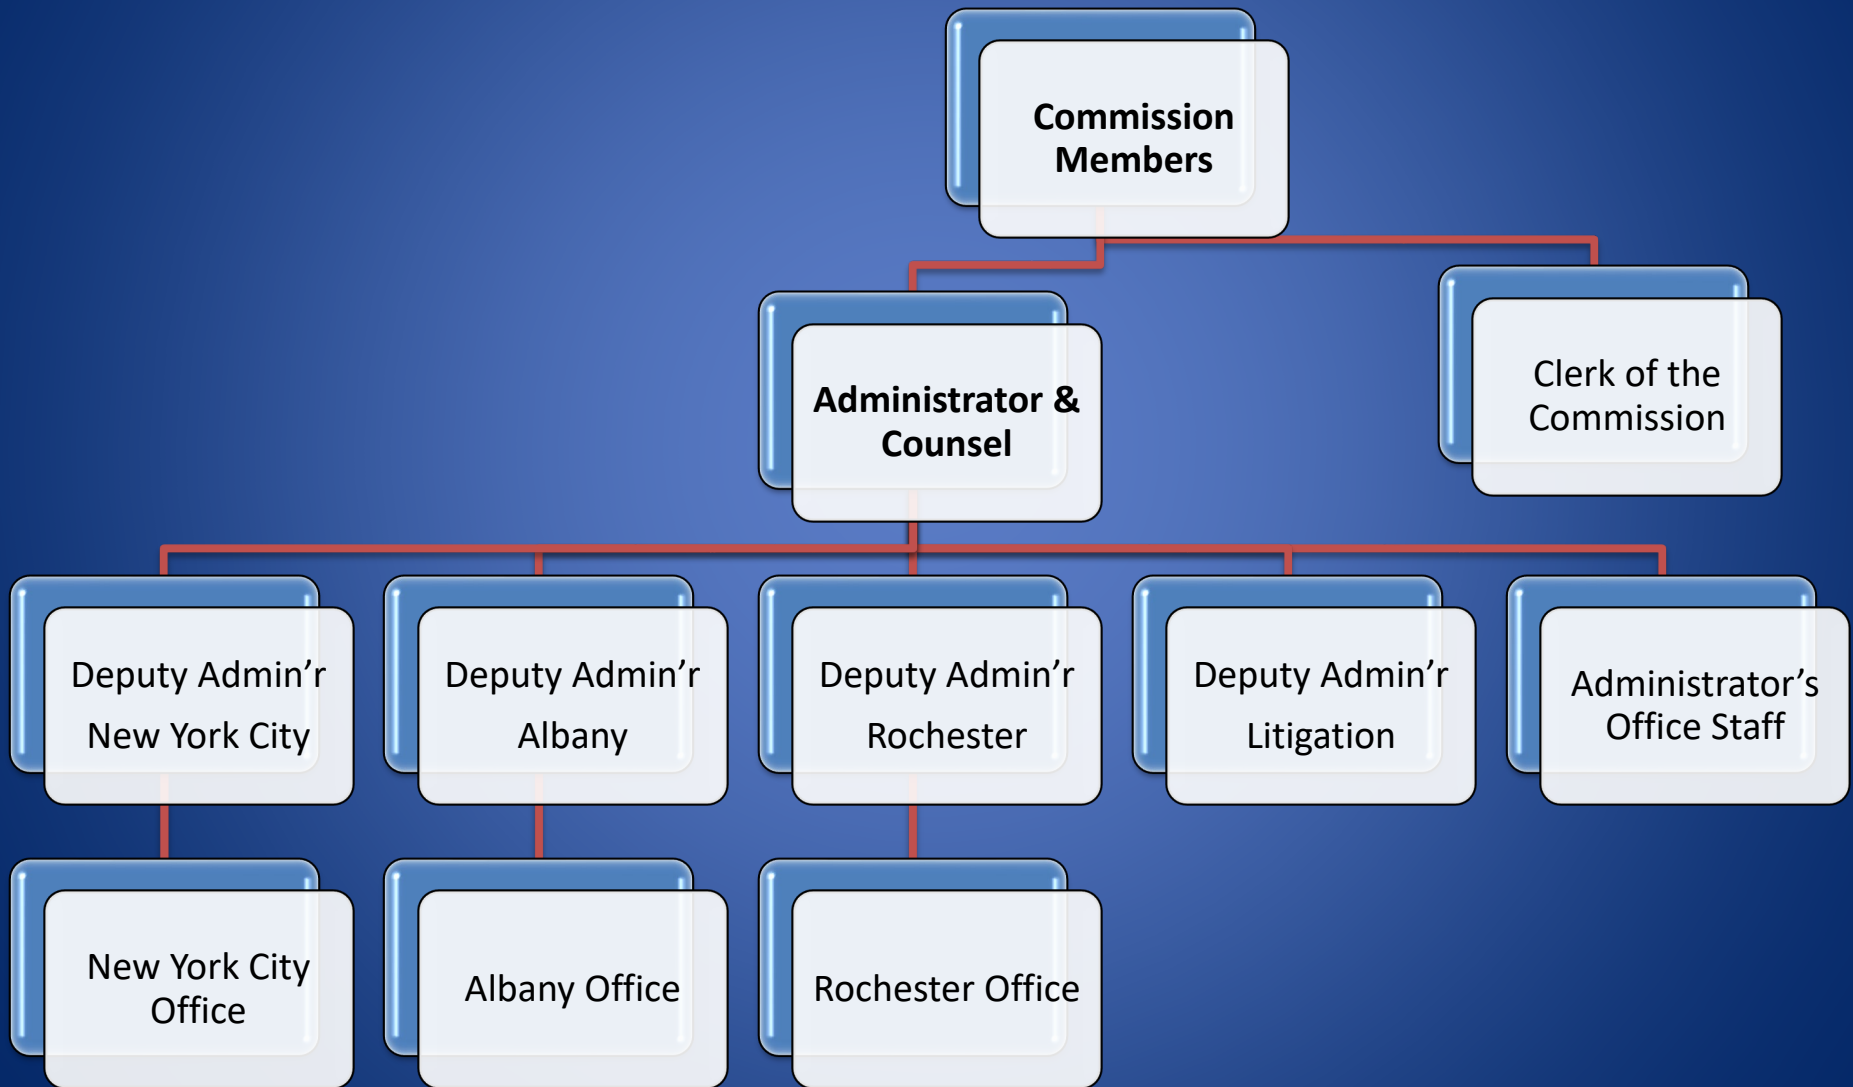 Commission
Members
Administrator &
Counsel
Clerk of the
Commission
Deputy Admin’r
New York City
Deputy Admin’r
Albany
Deputy Admin’r
Rochester
Deputy Admin’r
Litigation
Administrator’s
Office Staff
New York City
Office
Albany Office
Rochester Office